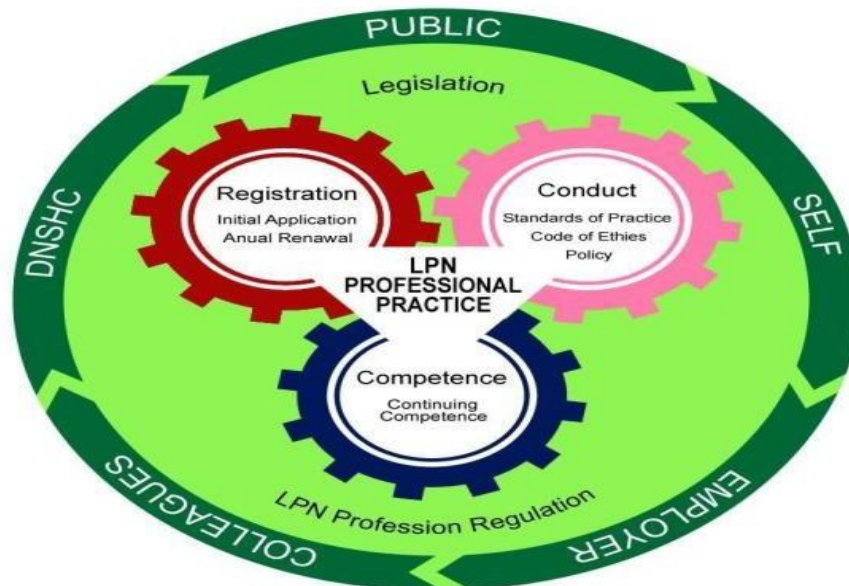 PUBLIC
Legislation
DNSHC
SELF
Registration
Initial Application
Anual Renawal
Conduct
Standards of Practice
Code of Ethies
Policy
LPN
PROFESSIONAL
PRACTICE
Competence
Continuing
Competence
LPN Profession Regulation
COLLEAGUES
EMPLOYER